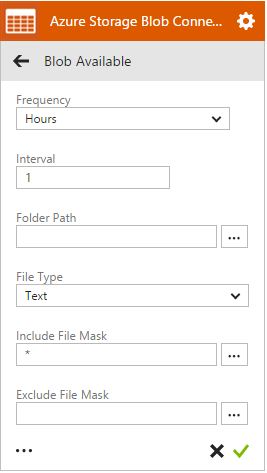 Azure Storage Blob Conne...
Blob Available
Frequency
Hours
Interval
1
Folder Path
...
File Type
Text
Include File Mask
*
...
Exclude File Mask
...
...